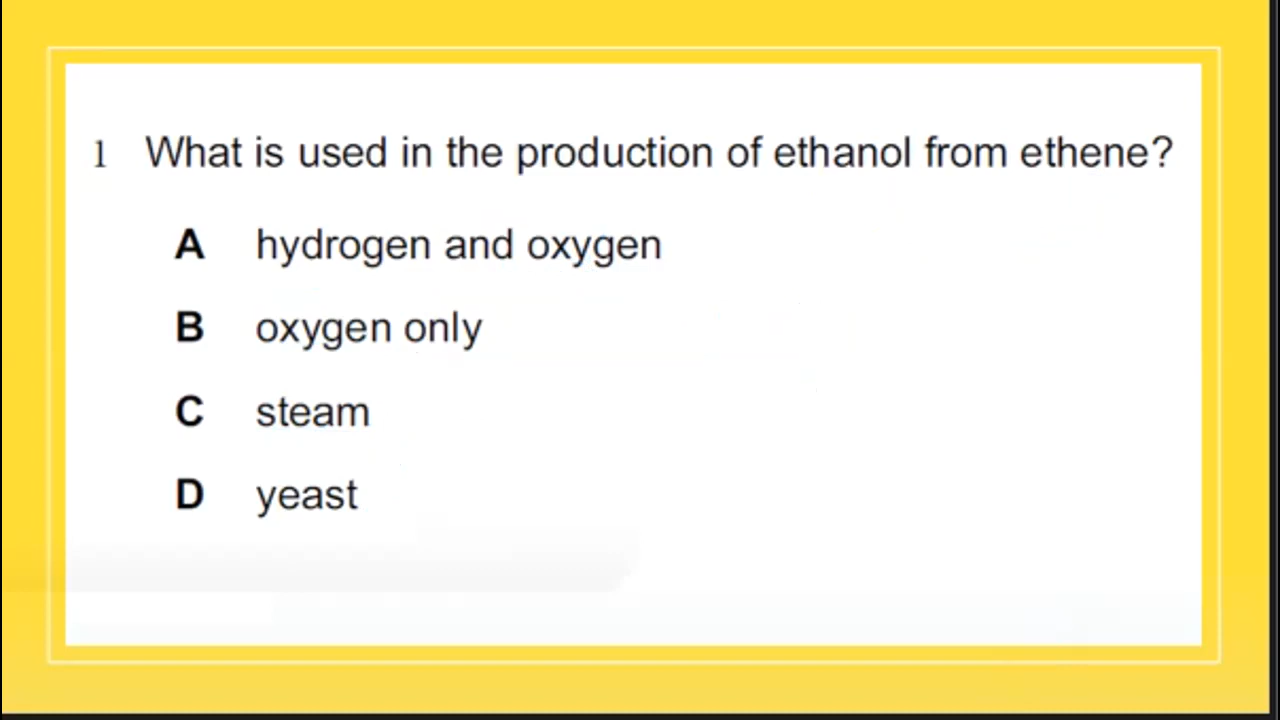 1 What is used in the production of ethanol from ethene?
A hydrogen and oxygen
B oxygen only
C steam
D yeast